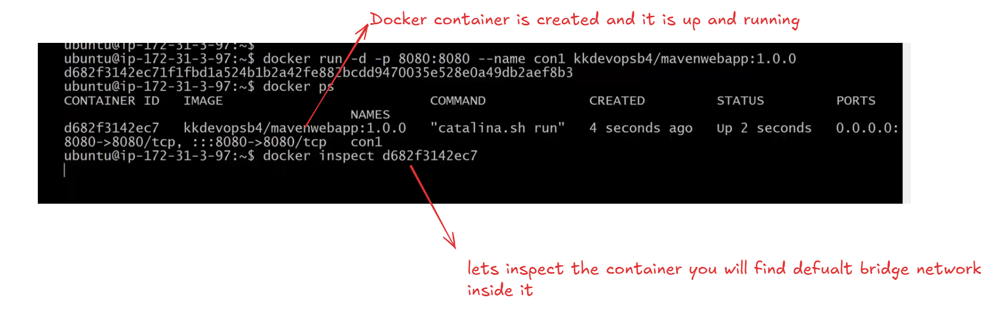 Docker container is created and it is up and running
ubuntu@ip-172-31-3-97:~$
ubuntu@ip-172-31-3-97:~$ docker run -d -p 8080:8080 --name con1 kkdevopsb4/mavenwebapp:1.0.0
d682f3142ec71f1fbd1a524b1b2a42fe882bcdd9470035e528e0a49db2aef8b3
ubuntu@ip-172-31-3-97:~$ docker ps
CONTAINER ID IMAGE COMMAND CREATED STATUS PORTS
NAMES
d682f3142ec7 kkdevopsb4/mavenwebapp:1.0.0 "catalina.sh run" 4 seconds ago Up 2 seconds 0.0.0.0:
8080->8080/tcp, :::8080->8080/tcp con1
ubuntu@ip-172-31-3-97:~$ docker inspect d682f3142ec7
lets inspect the container you will find defualt bridge network
inside it